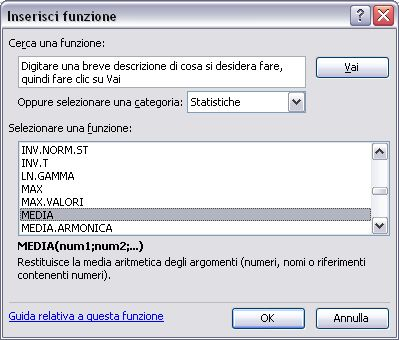 Inserisci funzione
Cerca una funzione:
Digitare una breve descrizione di cosa si desidera fare,
quindi fare clic su Vai
Vai
Oppure selezionare una categoria: Statistiche
Selezionare una funzione:
INV.NORM.ST
INV.T
LN.GAMMA
MAX
MAX.VALORI
MEDIA
MEDIA.ARMONICA
MEDIA(num1;num2;...)
Restituisce la media aritmetica degli argomenti (numeri, nomi o riferimenti
contenenti numeri).
Guida relativa a questa funzione
OK
Annulla